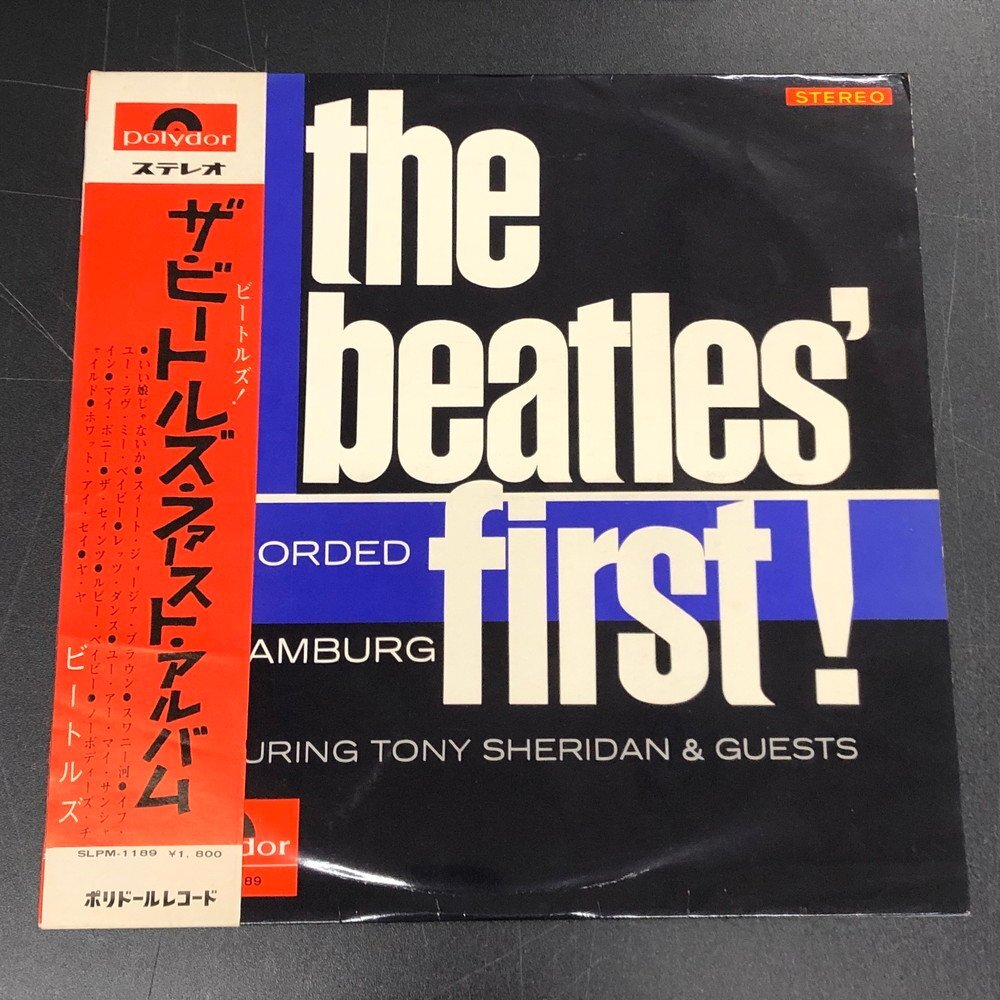 polydor
ステレオ
ザ・ビートルズ・ファースト・アルバム
ビートルズ!
●いい娘じゃないか●スィート・ジョージァ・ブラウン●スワニー河●イフ・
ユー・ラヴ・ミー・ベイビー●レッツ・ダンス●ユー・アー・マイ・サンシャ
イン●マイ・ボニー●ザ・セインツ●ルビー・ベイビー●ノーボディーズ・チ
ャイルド●ホワット・アイ・セイ●ヤ・ヤ
ビートルズ
SLPM-1189 ¥1,800
ポリドールレコード
STEREO
the
beatles'
first!
ORDED
AMBURG
URING TONY SHERIDAN & GUESTS
dor
89